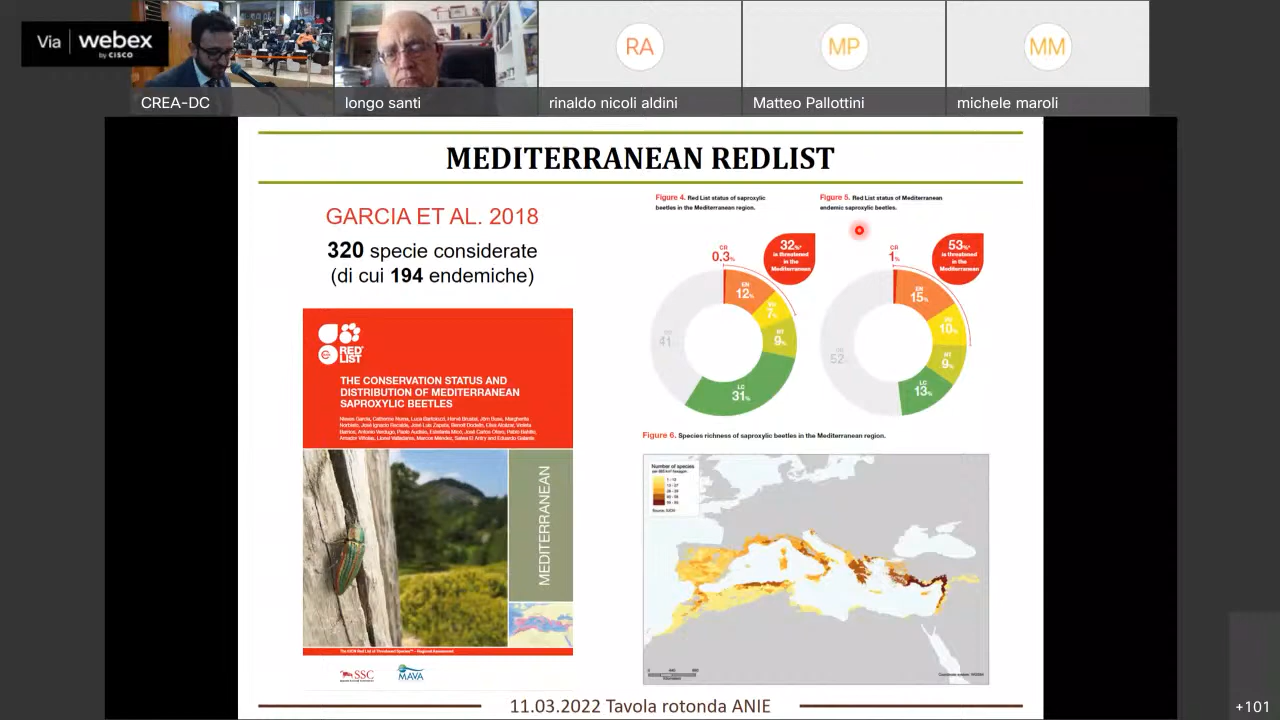 Via webex
by CISCO
CREA-DC
longo santi
RA
rinaldo nicoli aldini
MP
Matteo Pallottini
MM
michele maroli
MEDITERRANEAN REDLIST
GARCIA ET AL. 2018
320 specie considerate
(di cui 194 endemiche)
RED
LIST
THE CONSERVATION STATUS AND
DISTRIBUTION OF MEDITERRANEAN
SAPROXYLIC BEETLES
MEDITERRANEAN
SSC
MAVA
Figure 4. Red List status of saproxylic
beetles in the Mediterranean region.
32%*
is threatened
in the
Mediterranean
CR
0.3%
EN
12%
VU
7%
NT
9%
LC
31%
41
Figure 5. Red List status of Mediterranean
endemic saproxylic beetles.
53%*
is threatened
in the
Mediterranean
CR
1%
EN
15%
VU
10%
NT
9%
LC
13%
52
Figure 6. Species richness of saproxylic beetles in the Mediterranean region.
Number of species
11.03.2022 Tavola rotonda ANIE
+101